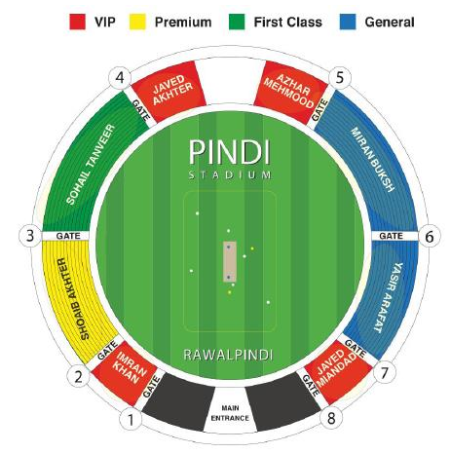 VIP
Premium
First Class
General
4
JAVED
AKHTER
AZHAR
MEHMOOD
5
GATE
GATE
SOHAIL TANVEER
MIRAN BUKSH
PINDI
STADIUM
3
GATE
GATE
6
SHOAIB AKHTER
YASIR ARAFAT
RAWALPINDI
GATE
GATE
2
IMRAN
KHAN
JAVED
MIANDAD
7
GATE
GATE
1
MAIN
ENTRANCE
8